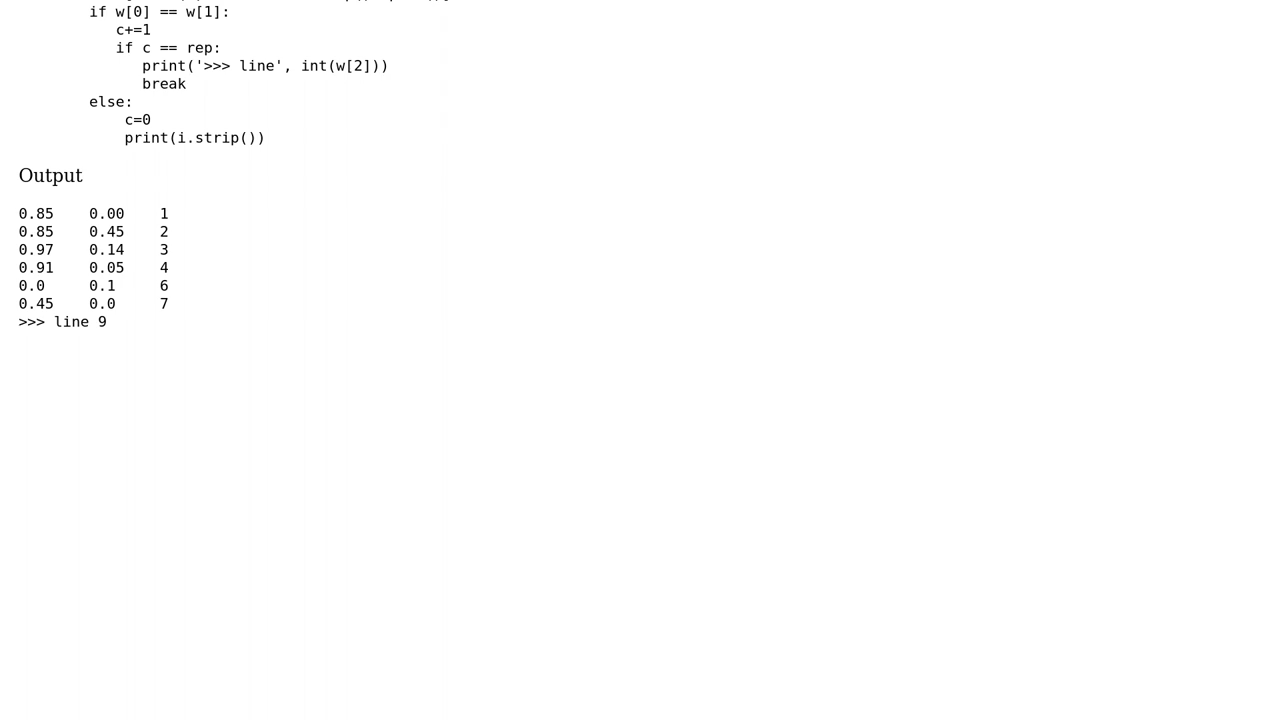 if w[0] == w[1]:
c+=1
if c == rep:
print('>>> line', int(w[2]))
break
else:
c=0
print(i.strip())
Output
0.85 0.00 1
0.85 0.45 2
0.97 0.14 3
0.91 0.05 4
0.0 0.1 6
0.45 0.0 7
>>> line 9